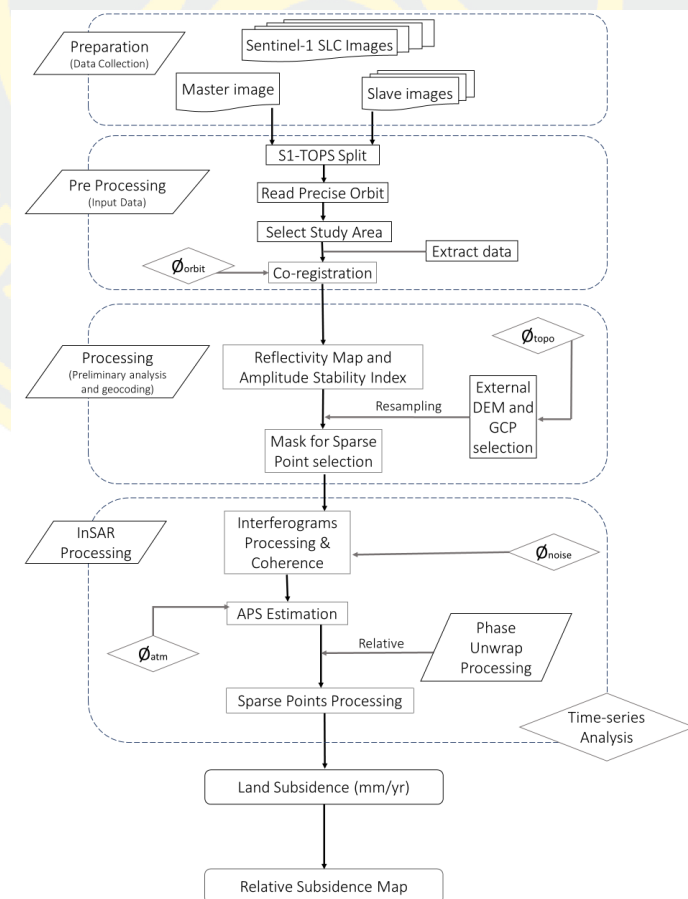 Preparation
(Data Collection)
Sentinel-1 SLC Images
Master image
Slave images
Pre Processing
(Input Data)
S1-TOPS Split
Read Precise Orbit
Select Study Area
Extract data
Øorbit
Co-registration
Processing
(Preliminary analysis
and geocoding)
Reflectivity Map and
Amplitude Stability Index
Øtopo
Resampling
External
DEM and
GCP
selection
Mask for Sparse
Point selection
InSAR
Processing
Interferograms
Processing &
Coherence
Ønoise
APS Estimation
Øatm
Relative
Phase
Unwrap
Processing
Sparse Points Processing
Time-series
Analysis
Land Subsidence (mm/yr)
Relative Subsidence Map